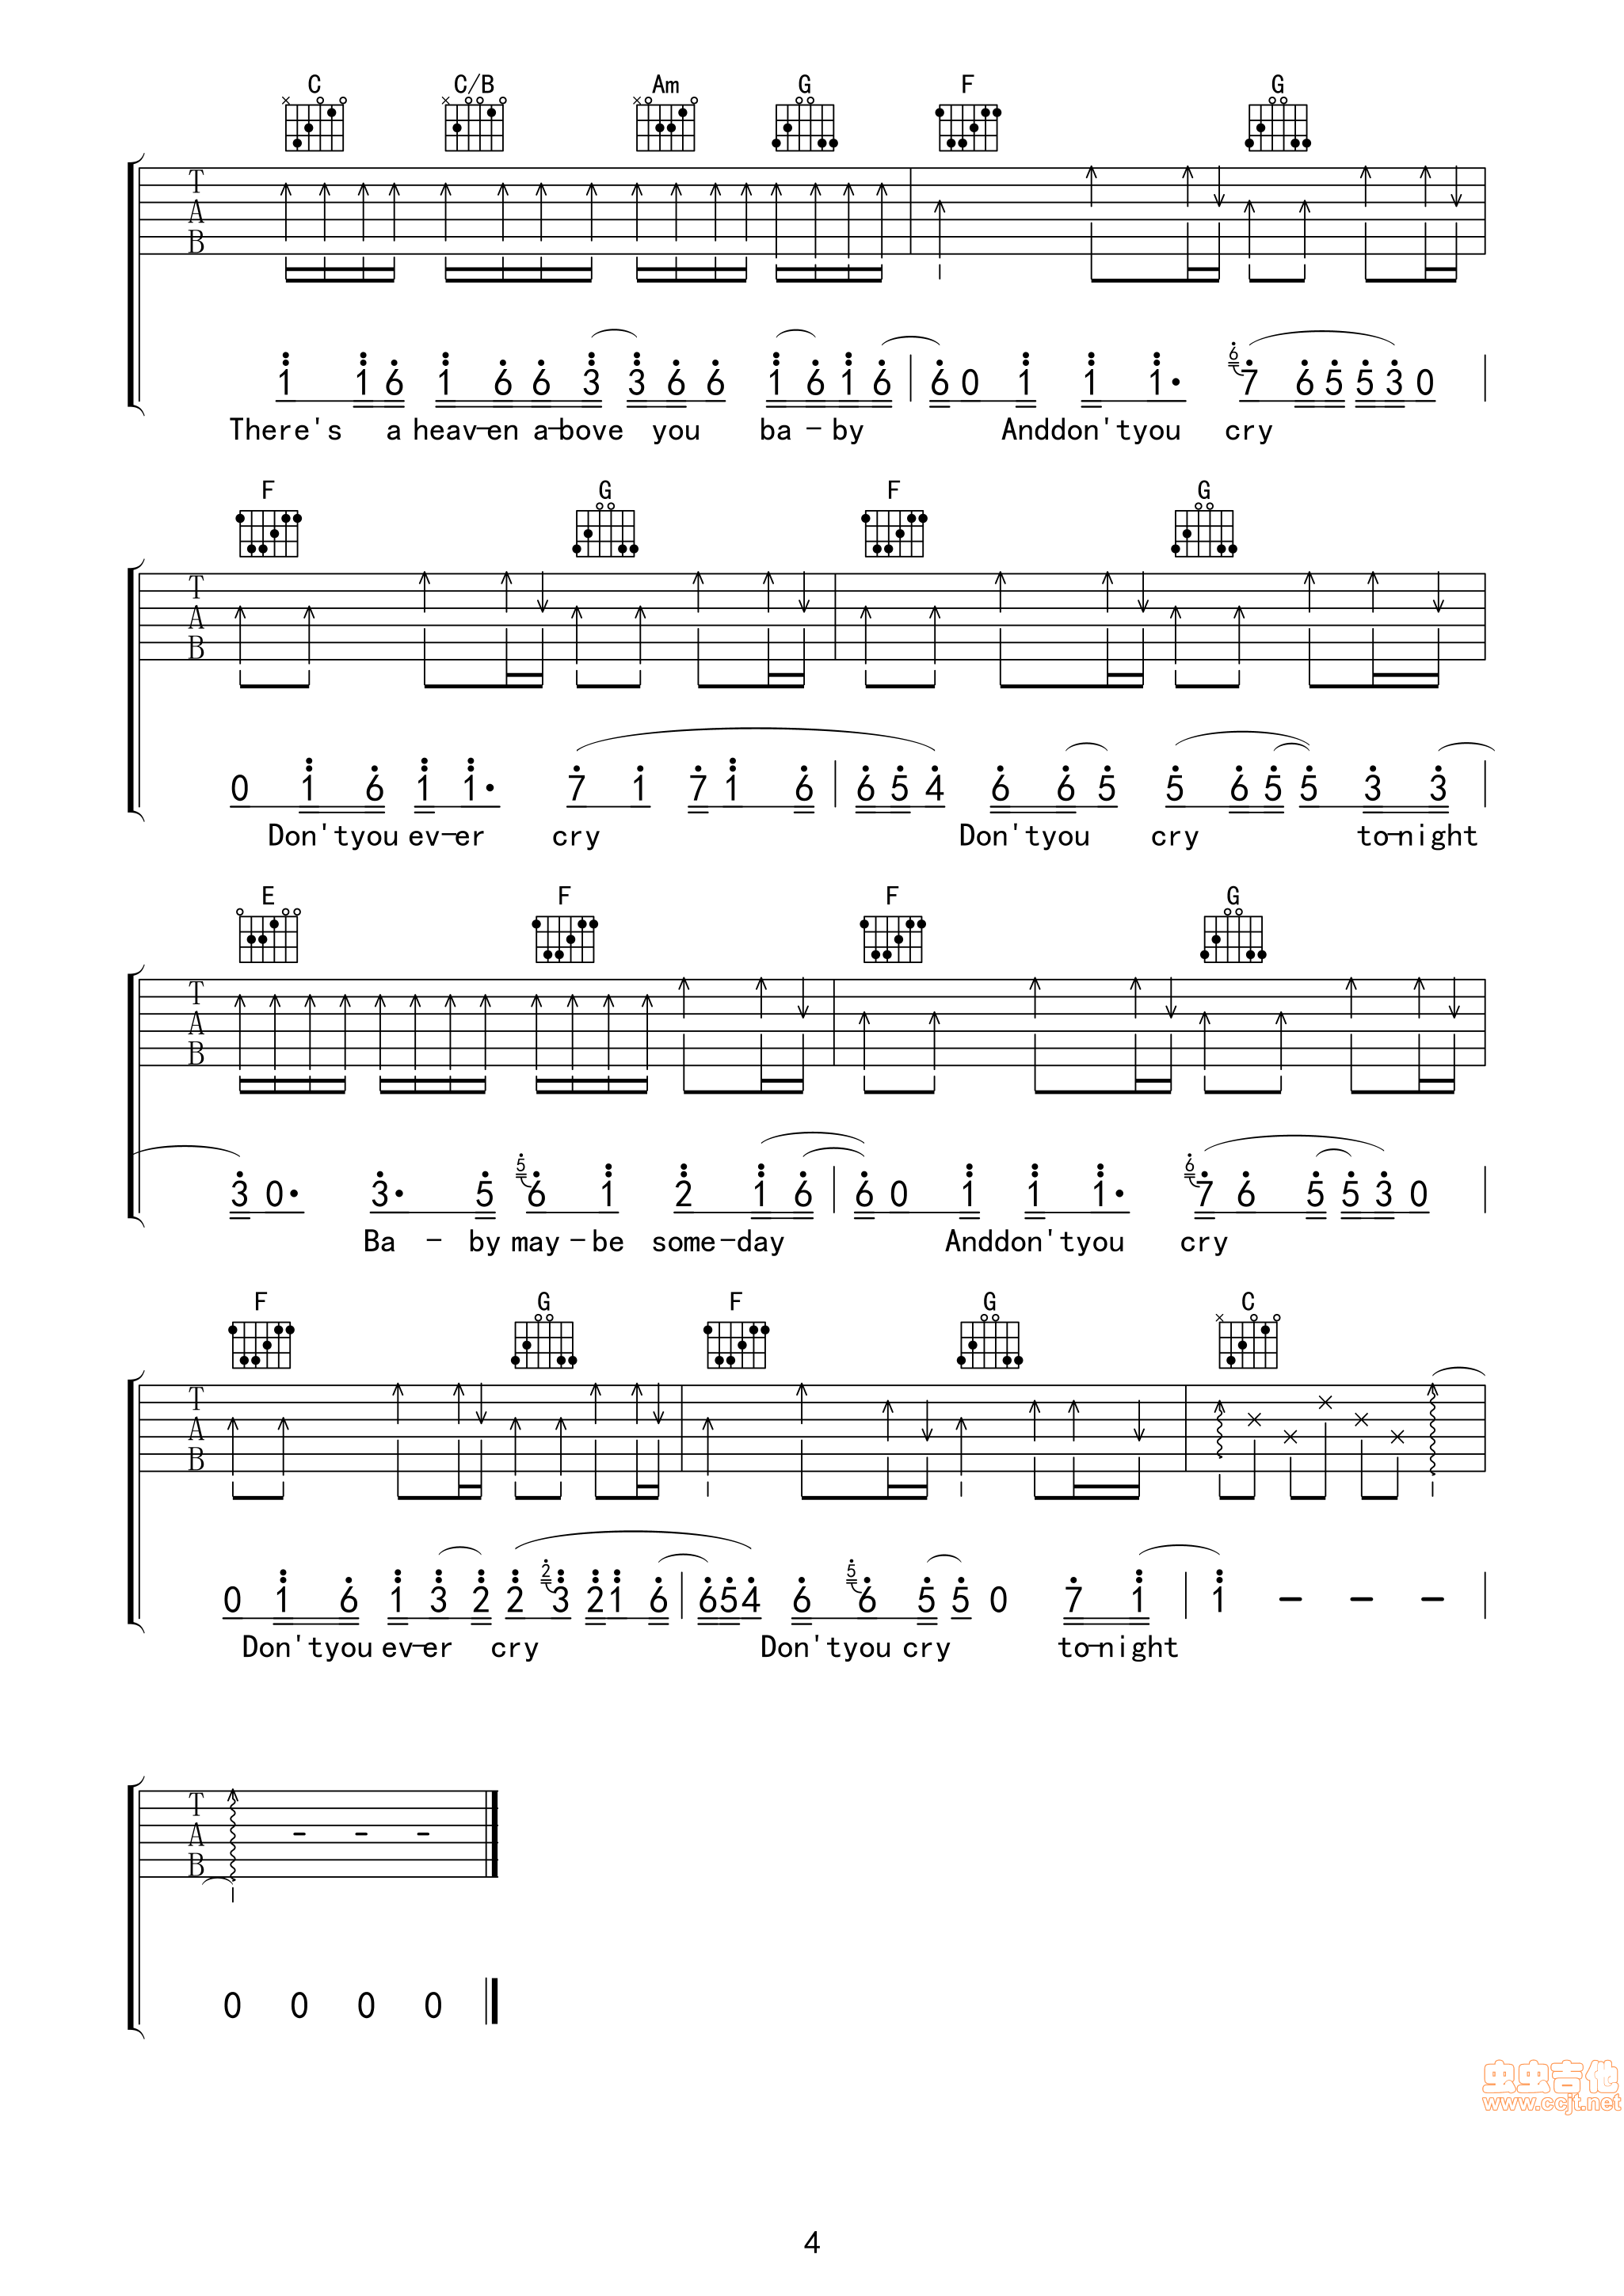 C C/B Am G F G
T
A
B
1 1 6 1 6 6 3 3 6 6 1 6 1 6 6 0 1 1 1· 6 7 6 5 5 3 0
There's a heav-en a-bove you ba-by Anddon'tyou cry
F G F G
T
A
B
0 1 6 1 1· 7 1 7 1 6 6 5 4 6 6 5 5 6 5 5 3 3
Don'tyou ev-er cry Don'tyou cry to-night
E F F G
T
A
B
3 0· 3· 5 5 6 1 2 1 6 6 0 1 1 1· 6 7 6 5 5 3 0
Ba - by may-be some-day Anddon'tyou cry
F G F G C
T
A
B
0 1 6 1 3 2 2 2 3 2 1 6 6 5 4 6 5 6 5 5 0 7 1 1 - - -
Don'tyou ev-er cry Don'tyou cry to-night
T
A
B
- - -
0 0 0 0
虫虫吉他
www.ccjt.net
4